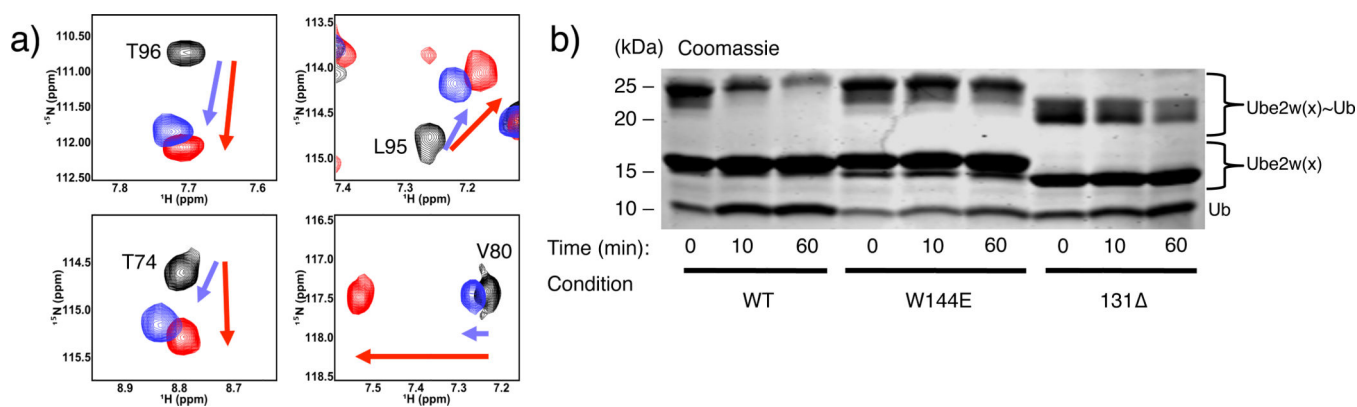 a)
T96
¹⁵N (ppm)
110.50
111.00
111.50
112.00
112.50
7.8
7.7
7.6
¹H (ppm)
L95
¹⁵N (ppm)
113.5
114.0
114.5
115.0
7.4
7.3
7.2
¹H (ppm)
T74
¹⁵N (ppm)
114.5
115.0
115.5
8.9
8.8
8.7
¹H (ppm)
V80
¹⁵N (ppm)
116.5
117.0
117.5
118.0
118.5
7.5
7.4
7.3
7.2
¹H (ppm)
b)
(kDa) Coomassie
25 –
20 –
15 –
10 –
Ube2w(x)~Ub
Ube2w(x)
Ub
Time (min): 0 10 60 0 10 60 0 10 60
Condition
WT W144E 131Δ